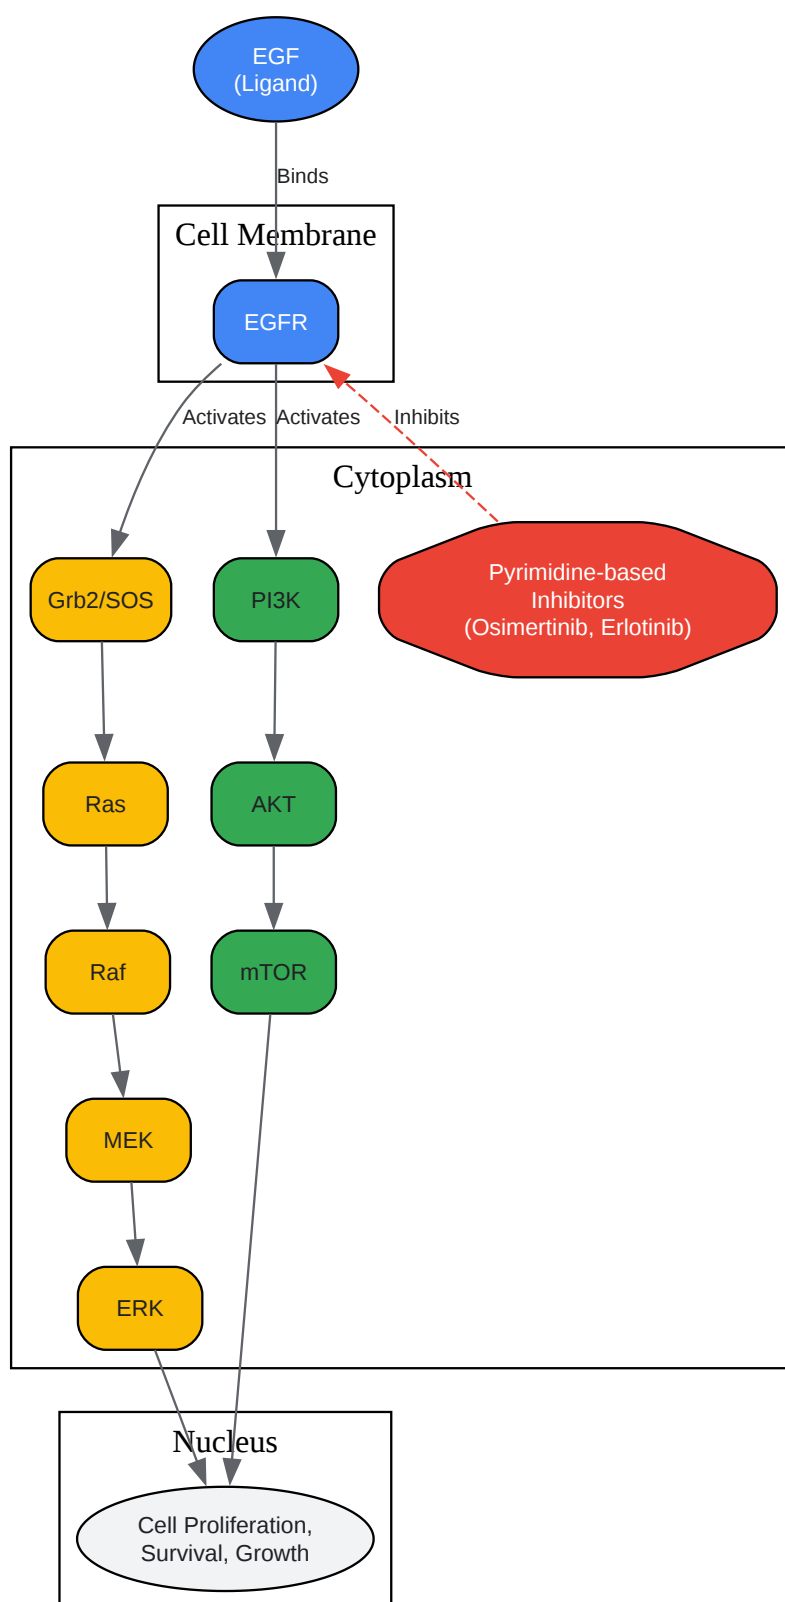 EGF
(Ligand)
Binds
Cell Membrane
EGFR
Activates
Activates
Inhibits
Cytoplasm
Grb2/SOS
PI3K
Pyrimidine-based
Inhibitors
(Osimertinib, Erlotinib)
Ras
AKT
Raf
mTOR
MEK
ERK
Nucleus
Cell Proliferation,
Survival, Growth